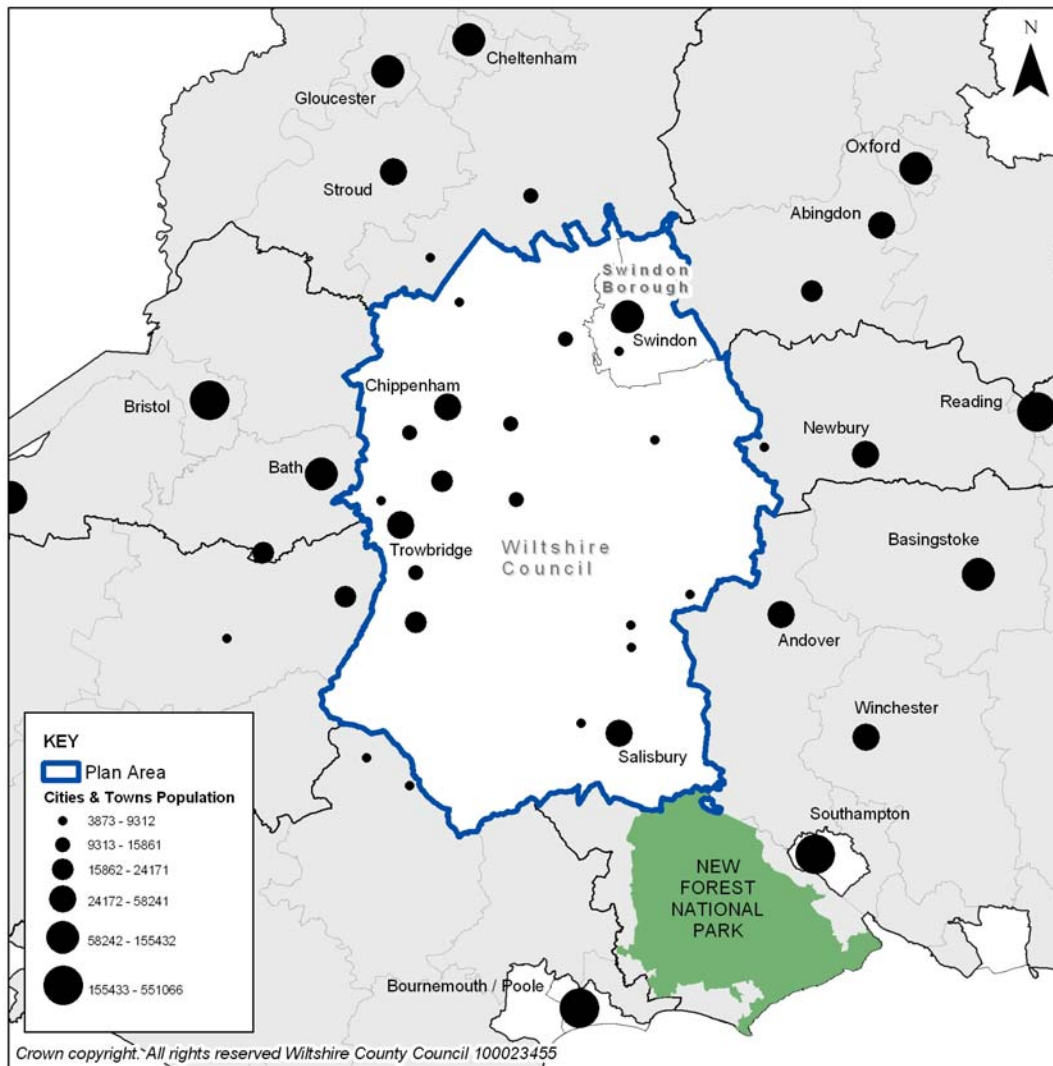 N
Cheltenham
Gloucester
Oxford
Stroud
Abingdon
Swindon
Borough
Swindon
Chippenham
Bristol
Reading
Newbury
Bath
Trowbridge
Wiltshire
Council
Basingstoke
Andover
Winchester
Salisbury
Southampton
NEW
FOREST
NATIONAL
PARK
Bournemouth / Poole
KEY
Plan Area
Cities & Towns Population
3873 - 9312
9313 - 15861
15862 - 24171
24172 - 58241
58242 - 155432
155433 - 551066
Crown copyright. All rights reserved Wiltshire County Council 100023455